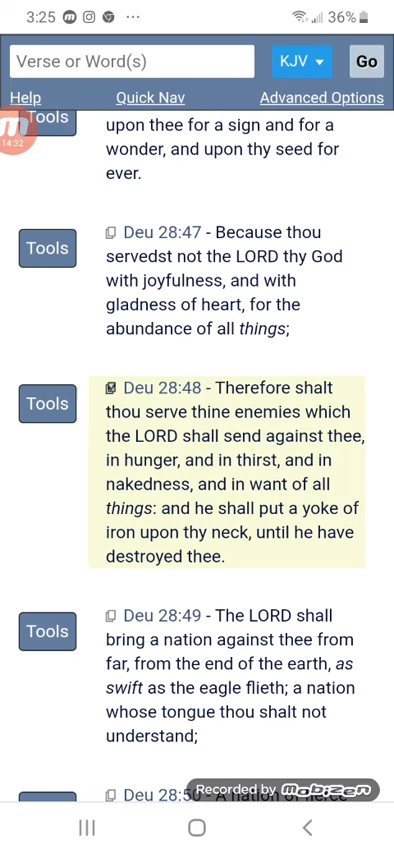 3:25 36%
Verse or Word(s) KJV Go
Help Quick Nav Advanced Options
Tools
14:32
upon thee for a sign and for a
wonder, and upon thy seed for
ever.
Tools
Deu 28:47 - Because thou
servedst not the LORD thy God
with joyfulness, and with
gladness of heart, for the
abundance of all things;
Tools
Deu 28:48 - Therefore shalt
thou serve thine enemies which
the LORD shall send against thee,
in hunger, and in thirst, and in
nakedness, and in want of all
things: and he shall put a yoke of
iron upon thy neck, until he have
destroyed thee.
Tools
Deu 28:49 - The LORD shall
bring a nation against thee from
far, from the end of the earth, as
swift as the eagle flieth; a nation
whose tongue thou shalt not
understand;
Deu 28:50 - A nation of fierce
Recorded by mobizen